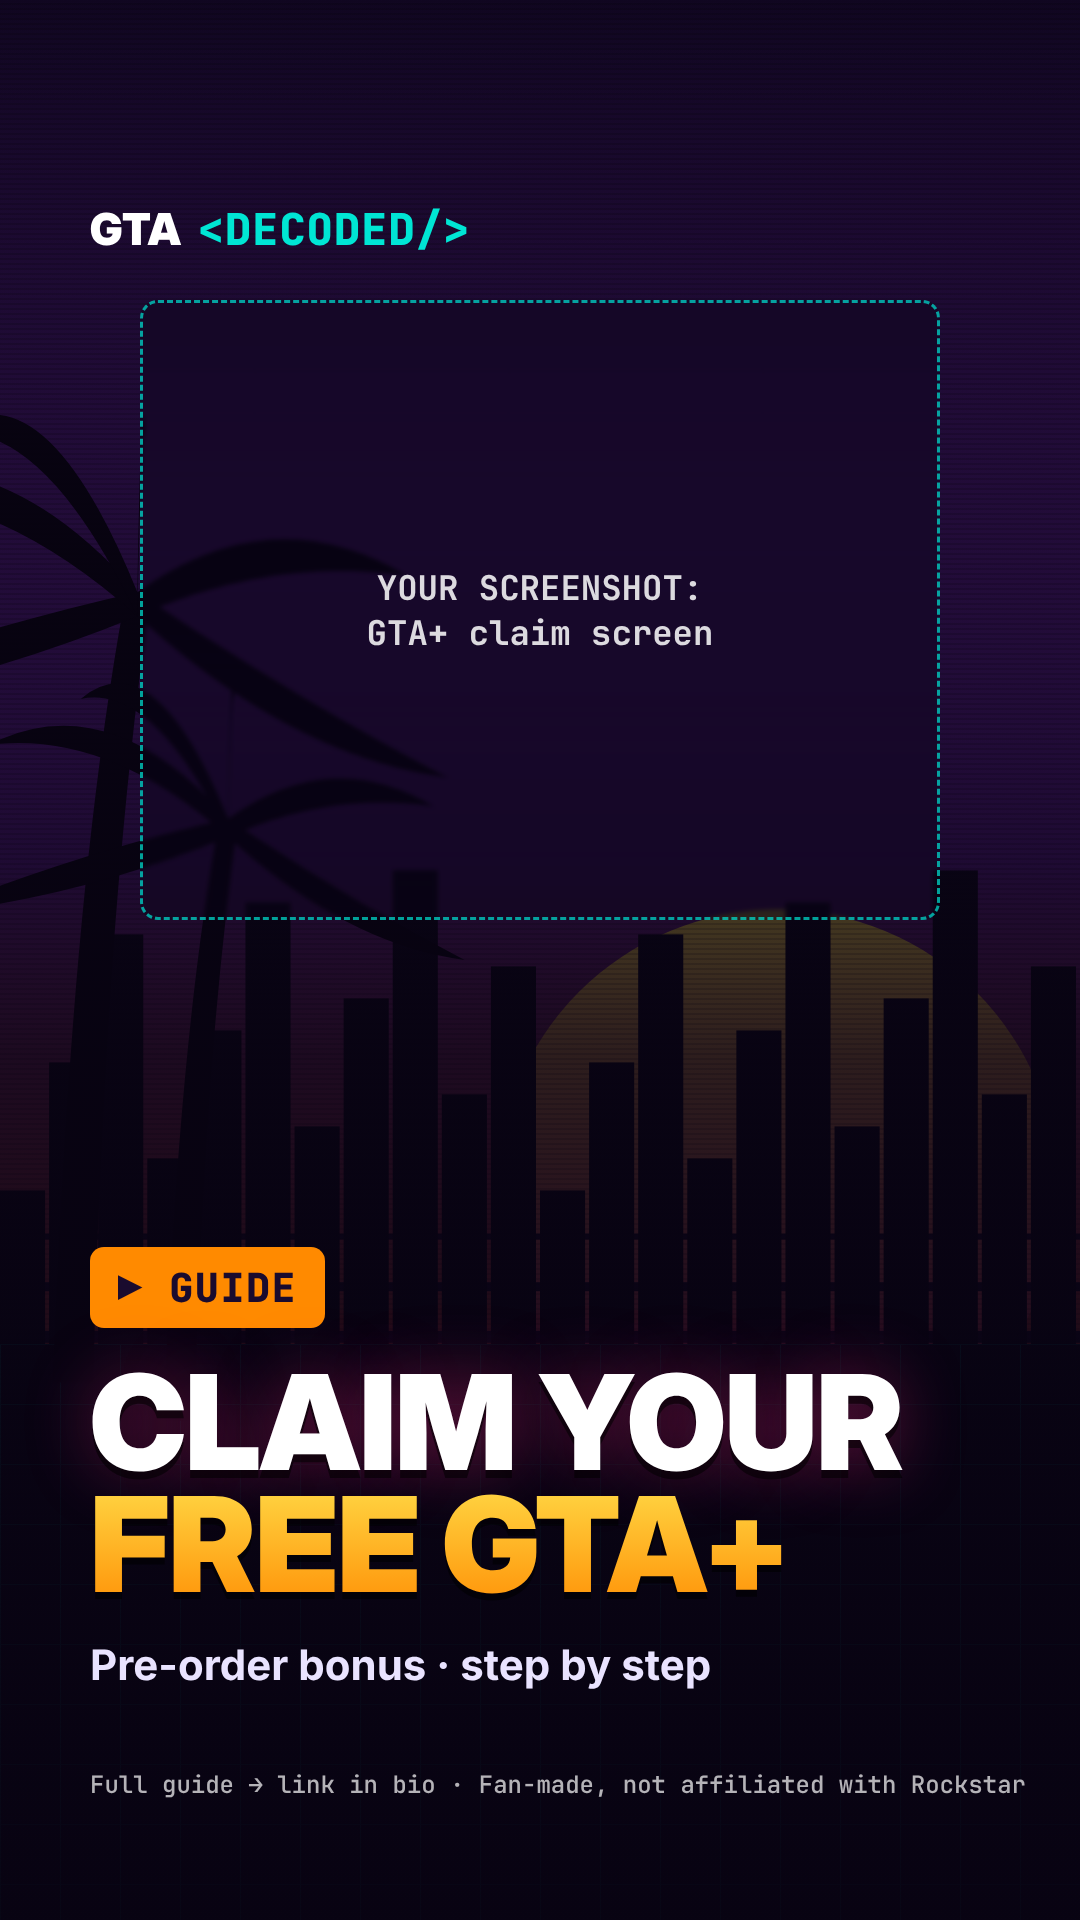 GTA <DECODED/>
YOUR SCREENSHOT:
GTA+ claim screen
▶ GUIDE
CLAIM YOUR
FREE GTA+
Pre-order bonus · step by step
Full guide → link in bio · Fan-made, not affiliated with Rockstar